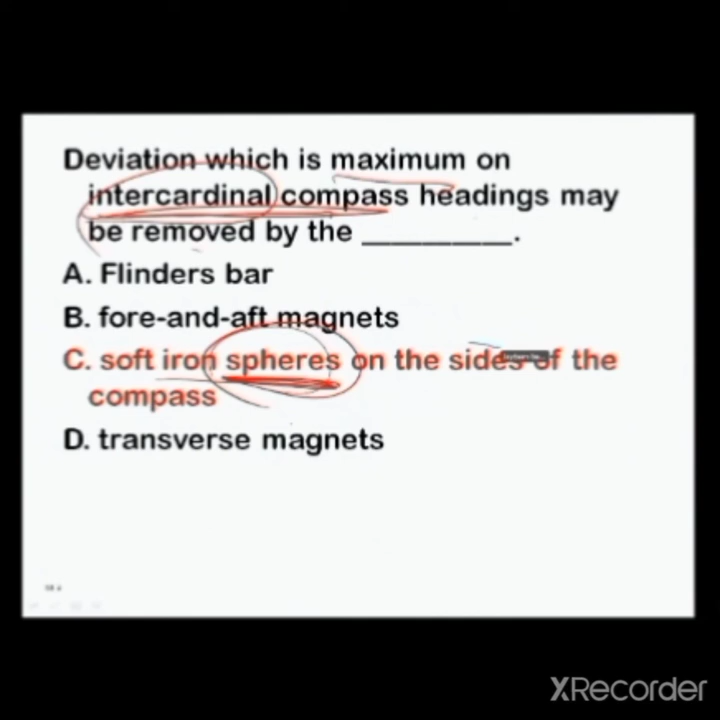 Deviation which is maximum on
intercardinal compass headings may
be removed by the __________.
A. Flinders bar
B. fore-and-aft magnets
C. soft iron spheres on the sides of the
compass
D. transverse magnets
XRecorder